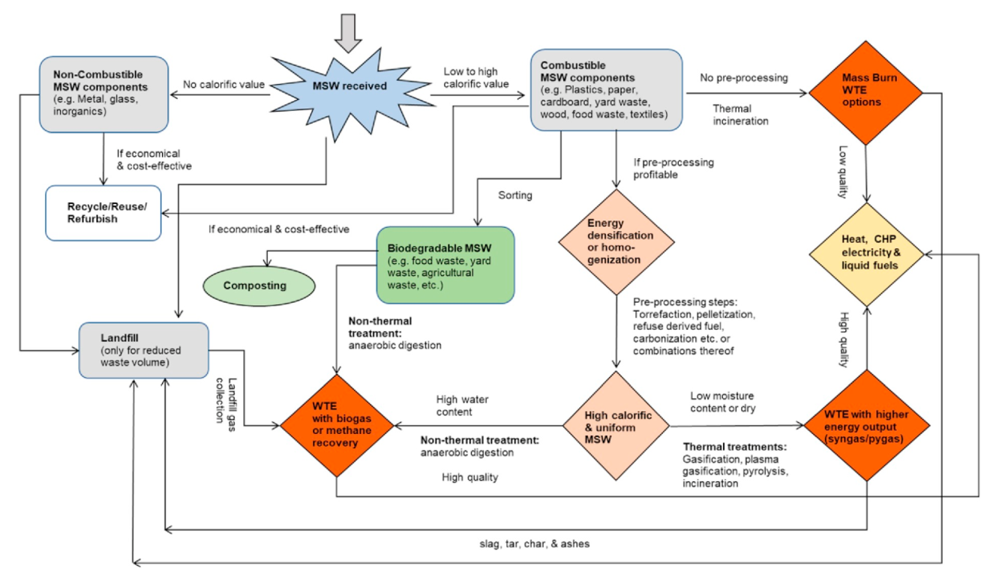 Non-Combustible
MSW components
(e.g. Metal, glass,
inorganics)
No calorific value
MSW received
Low to high
calorific value
Combustible
MSW components
(e.g. Plastics, paper,
cardboard, yard waste,
wood, food waste, textiles)
No pre-processing
Thermal
incineration
Mass Burn
WTE
options
If economical
& cost-effective
Recycle/Reuse/
Refurbish
If economical & cost-effective
Sorting
If pre-processing
profitable
Low quality
Biodegradable MSW
(e.g. food waste, yard
waste, agricultural
waste, etc.)
Composting
Energy
densification
or homo-
genization
Heat, CHP
electricity &
liquid fuels
Landfill
(only for reduced
waste volume)
Non-thermal
treatment:
anaerobic digestion
Pre-processing steps:
Torrefaction, pelletization,
refuse derived fuel,
carbonization etc. or
combinations thereof
High quality
Landfill gas
collection
WTE
with biogas
or methane
recovery
High water
content
Non-thermal treatment:
anaerobic digestion
High quality
High calorific
& uniform
MSW
Low moisture
content or dry
Thermal treatments:
Gasification, plasma
gasification, pyrolysis,
incineration
WTE with higher
energy output
(syngas/pygas)
slag, tar, char, & ashes